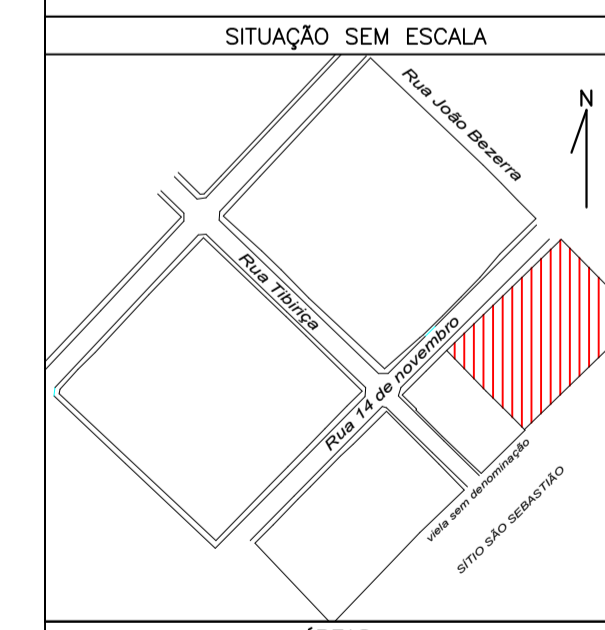 SITUAÇÃO SEM ESCALA
Rua João Bezerra
N
Rua Tibiriça
Rua 14 de novembro
viela sem denominação
SÍTIO SÃO SEBASTIÃO